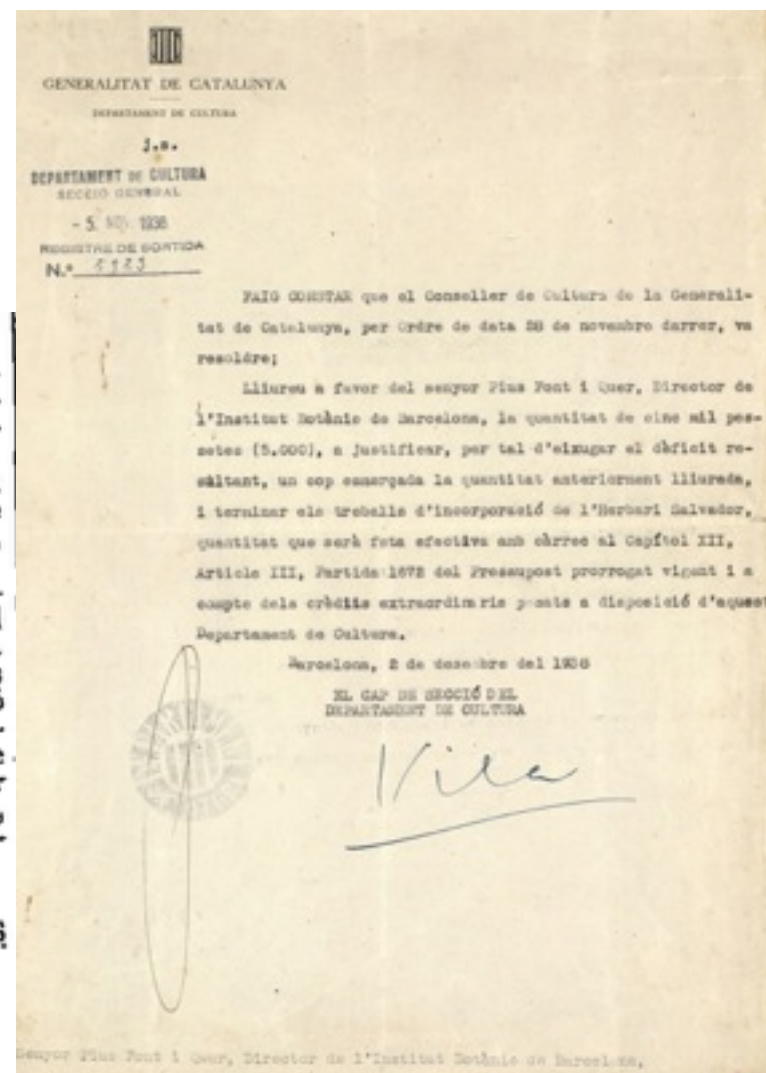 GENERALITAT DE CATALUNYA
DEPARTAMENT DE CULTURA
DEPARTAMENT DE CULTURA
SECCIÓ GENERAL
- 5. 1938
REGISTRE DE SORTIDA
N.º
FAIG CONSTAR que el Conseller de Cultura de la Generali-
tat de Catalunya, per Ordre de data 28 de novembre darrer, va
resoldre;
Lliureu a favor del senyor Pius Font i Quer, Director de
l'Institut Botànic de Barcelona, la quantitat de cinc mil pes-
setes (5.000), a justificar, per tal d'eixugar el dèficit re-
sultant, un cop esmerçada la quantitat anteriorment lliurada,
i terminar els treballs d'incorporació de l'Herbari Salvador,
quantitat que serà feta efectiva amb càrrec al Capítol XII,
Article III, Partida 1672 del Pressupost prorrogat vigent i a
compte dels crèdits extraordinaris posats a disposició d'aquest
Departament de Cultura.
Barcelona, 2 de desembre del 1938
EL CAP DE SECCIÓ DEL
DEPARTAMENT DE CULTURA
Vila
Senyor Pius Font i Quer, Director de l'Institut Botànic de Barcelona,